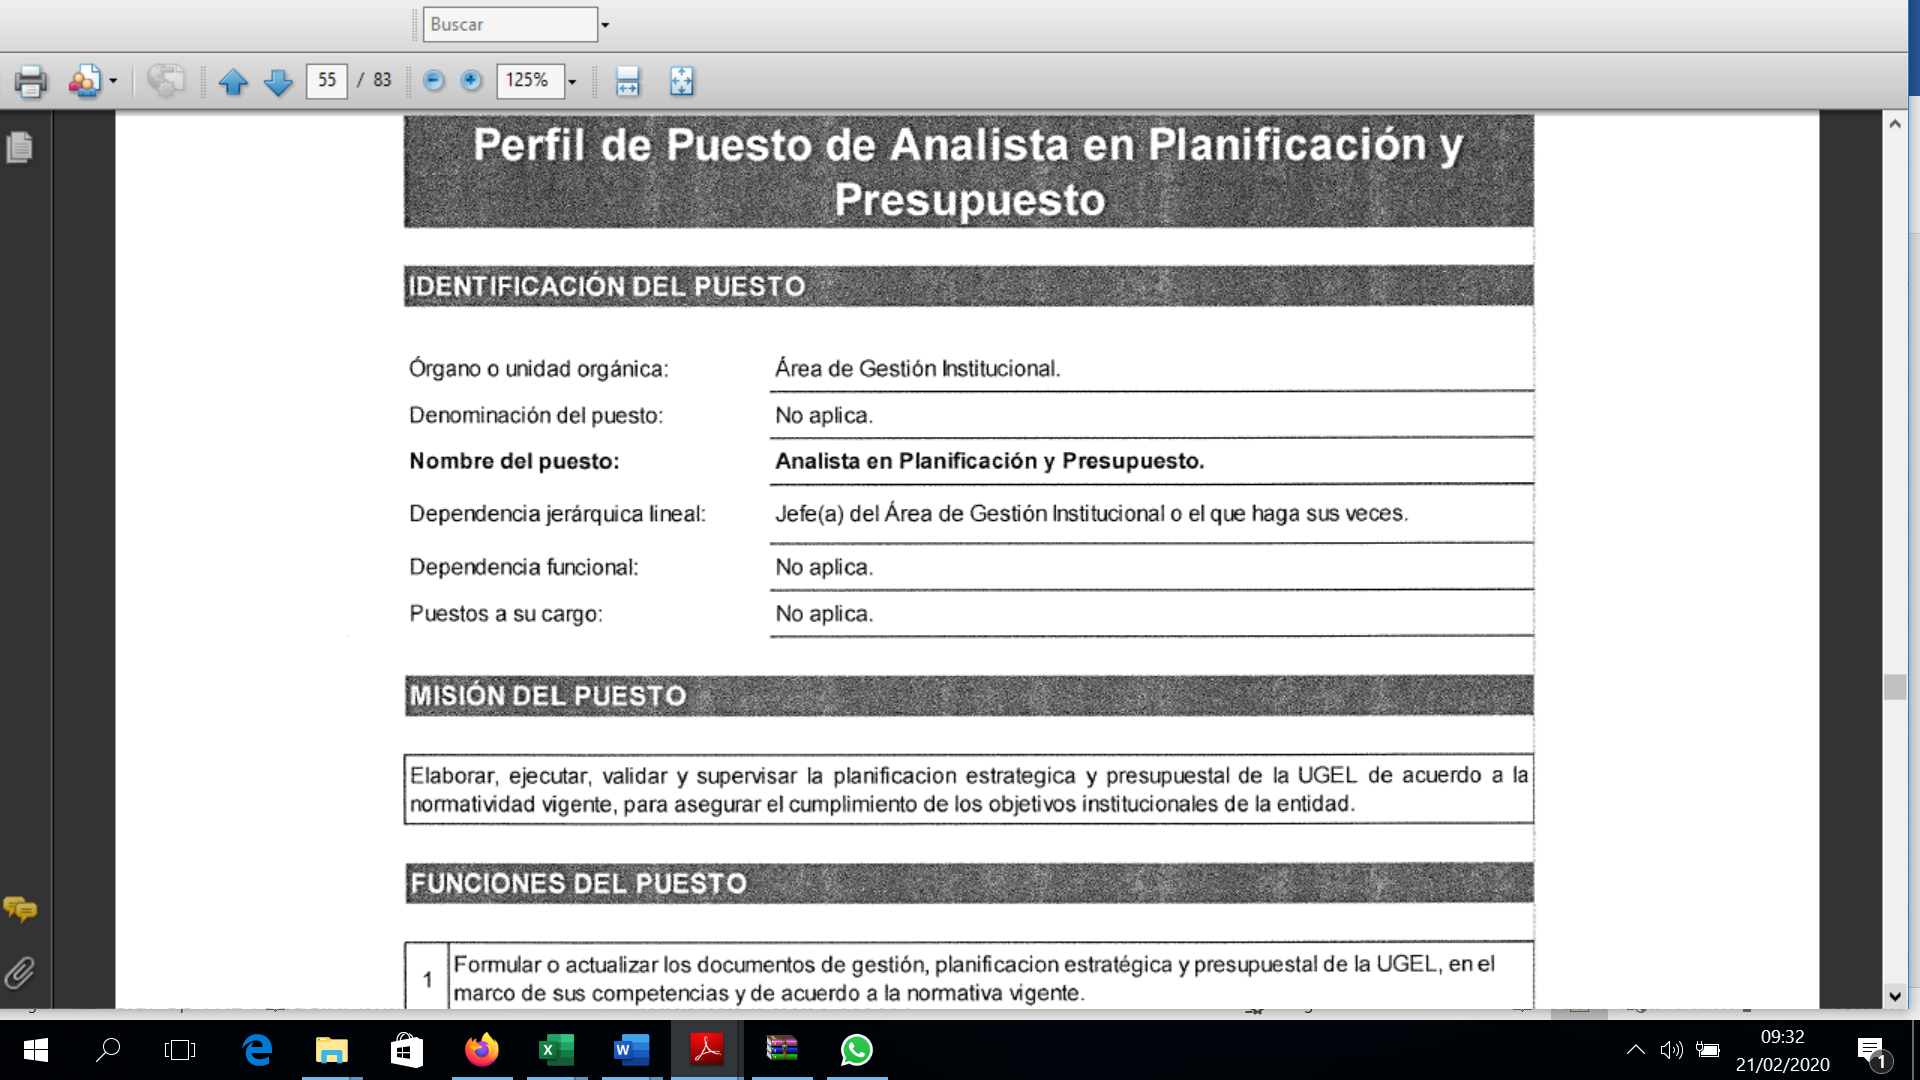 Buscar
55 / 83 125%
Perfil de Puesto de Analista en Planificación y
Presupuesto
IDENTIFICACIÓN DEL PUESTO
Órgano o unidad orgánica: Área de Gestión Institucional.
Denominación del puesto: No aplica.
Nombre del puesto: Analista en Planificación y Presupuesto.
Dependencia jerárquica lineal: Jefe(a) del Área de Gestión Institucional o el que haga sus veces.
Dependencia funcional: No aplica.
Puestos a su cargo: No aplica.
MISIÓN DEL PUESTO
Elaborar, ejecutar, validar y supervisar la planificacion estrategica y presupuestal de la UGEL de acuerdo a la
normatividad vigente, para asegurar el cumplimiento de los objetivos institucionales de la entidad.
FUNCIONES DEL PUESTO
1 Formular o actualizar los documentos de gestión, planificacion estratégica y presupuestal de la UGEL, en el
marco de sus competencias y de acuerdo a la normativa vigente.
09:32
21/02/2020
1